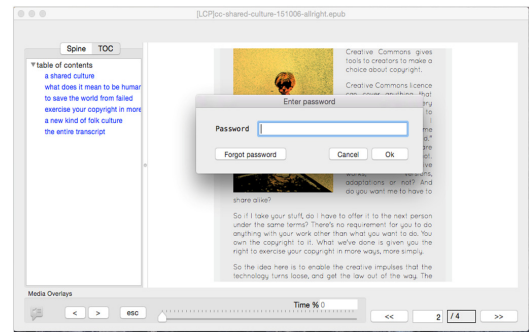 [LCP]cc-shared-culture-151006-allright.epub
Spine TOC
table of contents
a shared culture
what does it mean to be human
to save the world from failed
exercise your copyright in more
a new kind of folk culture
the entire transcript
Creative Commons gives
tools to creators to make a
choice about copyright.
Creative Commons licence
can cover anything that
Enter password
Password
Forgot password Cancel Ok
adaptations or not? And
do you want me to have to
share alike?
So if I take your stuff, do I have to offer it to the next person
under the same terms? There's no requirement for you to do
anything with your work other than what you want to do. You
own the copyright to it. What we've done is given you the
right to exercise your copyright in more ways, more simply.
So the idea here is to enable the creative impulses that the
technology turns loose, and get the law out of the way. The
Media Overlays
< > esc
Time % 0
<< 2 / 4 >>